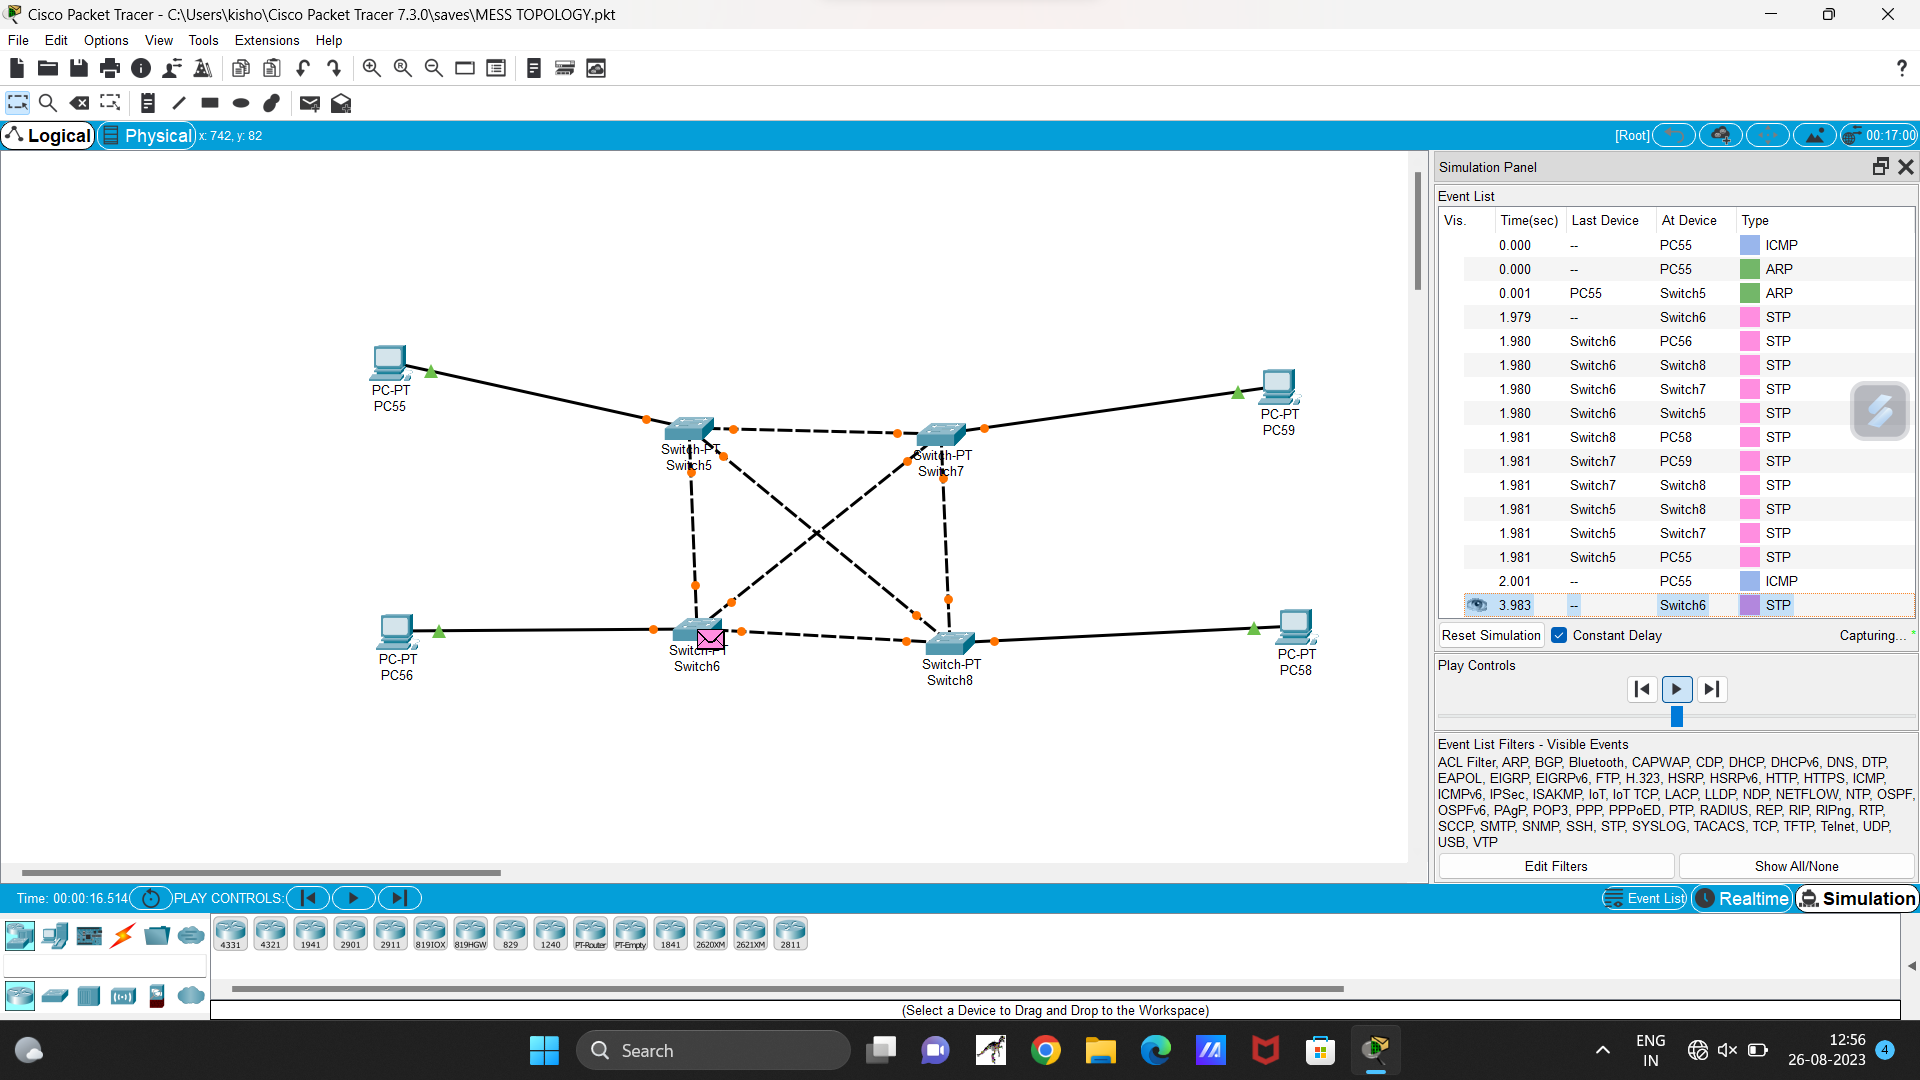 Cisco Packet Tracer - C:\Users\kisho\Cisco Packet Tracer 7.3.0\saves\MESS TOPOLOGY.pkt
File Edit Options View Tools Extensions Help
?
Logical Physical x: 742, y: 82 [Root] 00:17:00
Simulation Panel
Event List
Vis. Time(sec) Last Device At Device Type
0.000 -- PC55 ICMP
0.000 -- PC55 ARP
0.001 PC55 Switch5 ARP
1.979 -- Switch6 STP
1.980 Switch6 PC56 STP
1.980 Switch6 Switch8 STP
1.980 Switch6 Switch7 STP
1.980 Switch6 Switch5 STP
1.981 Switch8 PC58 STP
1.981 Switch7 PC59 STP
1.981 Switch7 Switch8 STP
1.981 Switch5 Switch8 STP
1.981 Switch5 Switch7 STP
1.981 Switch5 PC55 STP
2.001 -- PC55 ICMP
3.983 -- Switch6 STP
Reset Simulation Constant Delay Capturing...
Play Controls
Event List Filters - Visible Events
ACL Filter, ARP, BGP, Bluetooth, CAPWAP, CDP, DHCP, DHCPv6, DNS, DTP,
EAPOL, EIGRP, EIGRPv6, FTP, H.323, HSRP, HSRPv6, HTTP, HTTPS, ICMP,
ICMPv6, IPSec, ISAKMP, IoT, IoT TCP, LACP, LLDP, NDP, NETFLOW, NTP, OSPF,
OSPFv6, PAgP, POP3, PPP, PPPoED, PTP, RADIUS, REP, RIP, RIPng, RTP,
SCCP, SMTP, SNMP, SSH, STP, SYSLOG, TACACS, TCP, TFTP, Telnet, UDP,
USB, VTP
Edit Filters Show All/None
PC-PT
PC55
Switch-PT
Switch5
Switch-PT
Switch7
PC-PT
PC59
PC-PT
PC56
Switch-PT
Switch6
Switch-PT
Switch8
PC-PT
PC58
Time: 00:00:16.514 PLAY CONTROLS: Event List Realtime Simulation
4331 4321 1941 2901 2911 819IOX 819HGW 829 1240 PT-Router PT-Empty 1841 2620XM 2621XM 2811
(Select a Device to Drag and Drop to the Workspace)
Search
ENG
IN
12:56
26-08-2023
4